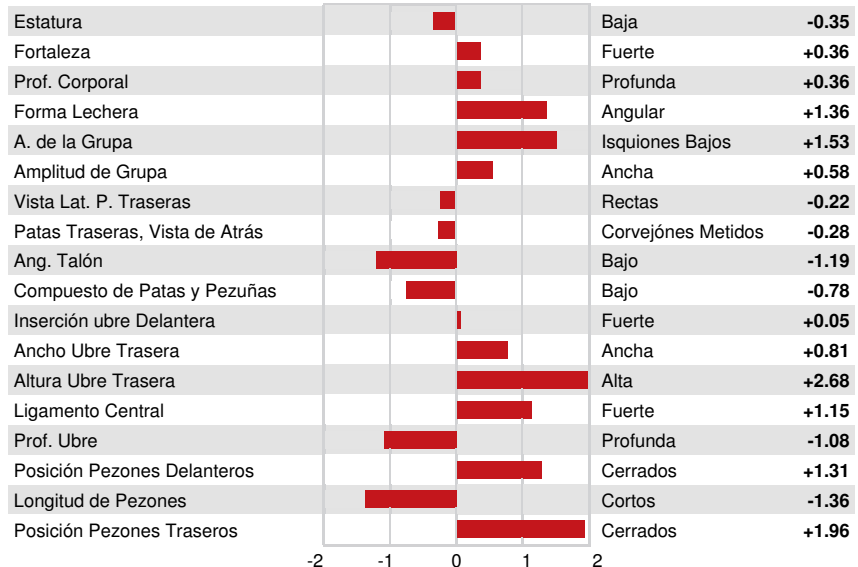 Estatura Baja -0.35
Fortaleza Fuerte +0.36
Prof. Corporal Profunda +0.36
Forma Lechera Angular +1.36
A. de la Grupa Isquiones Bajos +1.53
Amplitud de Grupa Ancha +0.58
Vista Lat. P. Traseras Rectas -0.22
Patas Traseras, Vista de Atrás Corvejónes Metidos -0.28
Ang. Talón Bajo -1.19
Compuesto de Patas y Pezuñas Bajo -0.78
Inserción ubre Delantera Fuerte +0.05
Ancho Ubre Trasera Ancha +0.81
Altura Ubre Trasera Alta +2.68
Ligamento Central Fuerte +1.15
Prof. Ubre Profunda -1.08
Posición Pezones Delanteros Cerrados +1.31
Longitud de Pezones Cortos -1.36
Posición Pezones Traseros Cerrados +1.96
-2 -1 0 1 2